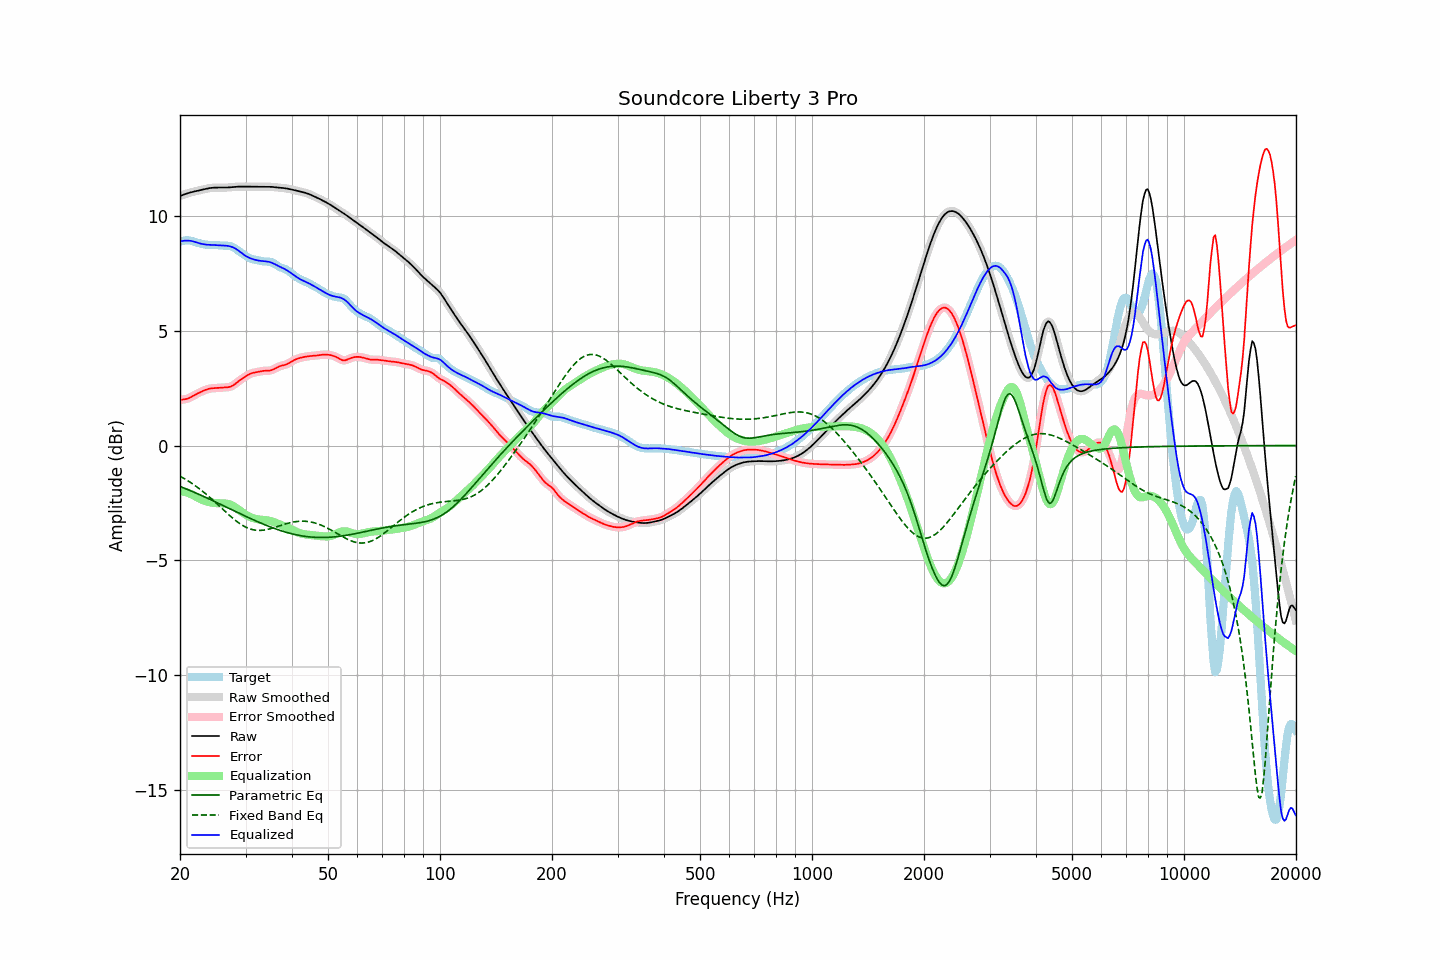 Soundcore Liberty 3 Pro
Amplitude (dBr)
10
5
0
−5
−10
−15
Target
Raw Smoothed
Error Smoothed
Raw
Error
Equalization
Parametric Eq
Fixed Band Eq
Equalized
20 50 100 200 500 1000 2000 5000 10000 20000
Frequency (Hz)